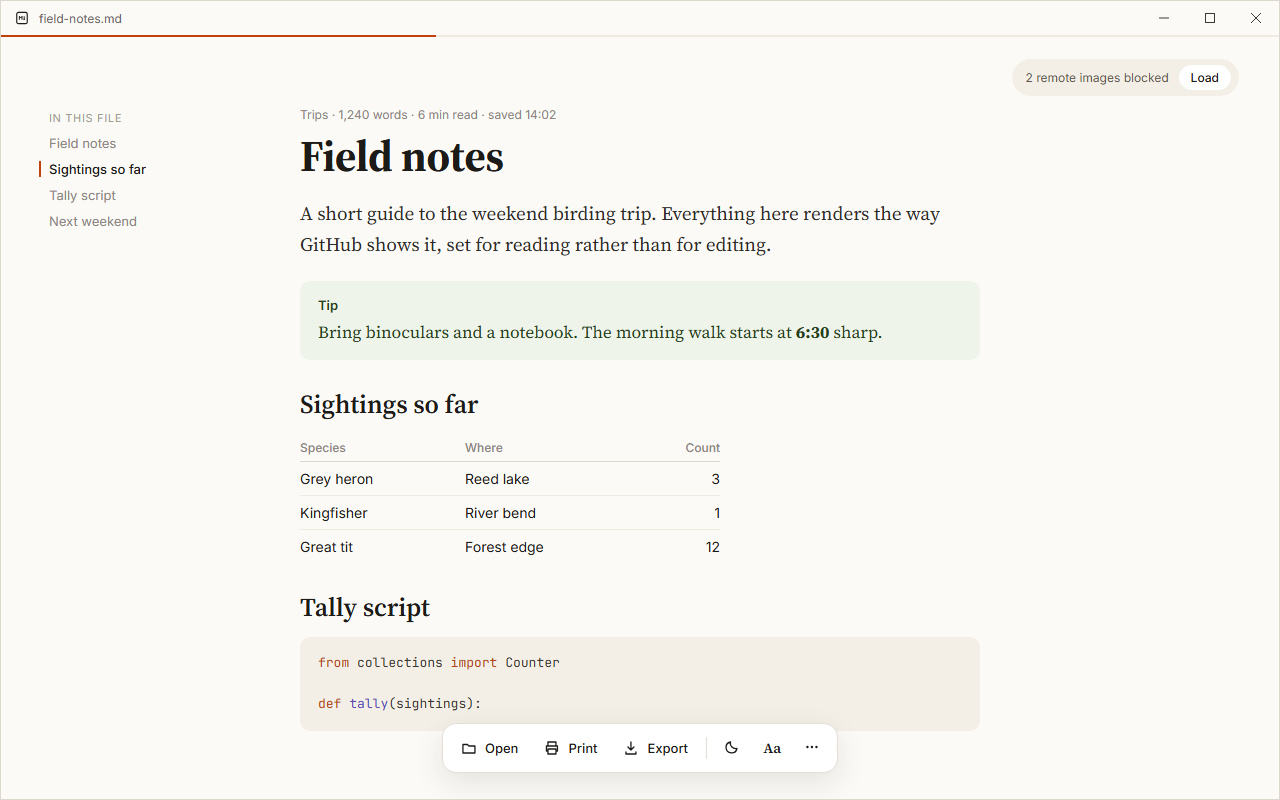 field-notes.md
2 remote images blocked Load
IN THIS FILE
Field notes
Sightings so far
Tally script
Next weekend
Trips · 1,240 words · 6 min read · saved 14:02
Field notes
A short guide to the weekend birding trip. Everything here renders the way
GitHub shows it, set for reading rather than for editing.
Tip
Bring binoculars and a notebook. The morning walk starts at 6:30 sharp.
Sightings so far
Species Where Count
Grey heron Reed lake 3
Kingfisher River bend 1
Great tit Forest edge 12
Tally script
from collections import Counter
def tally(sightings):
Open Print Export Aa